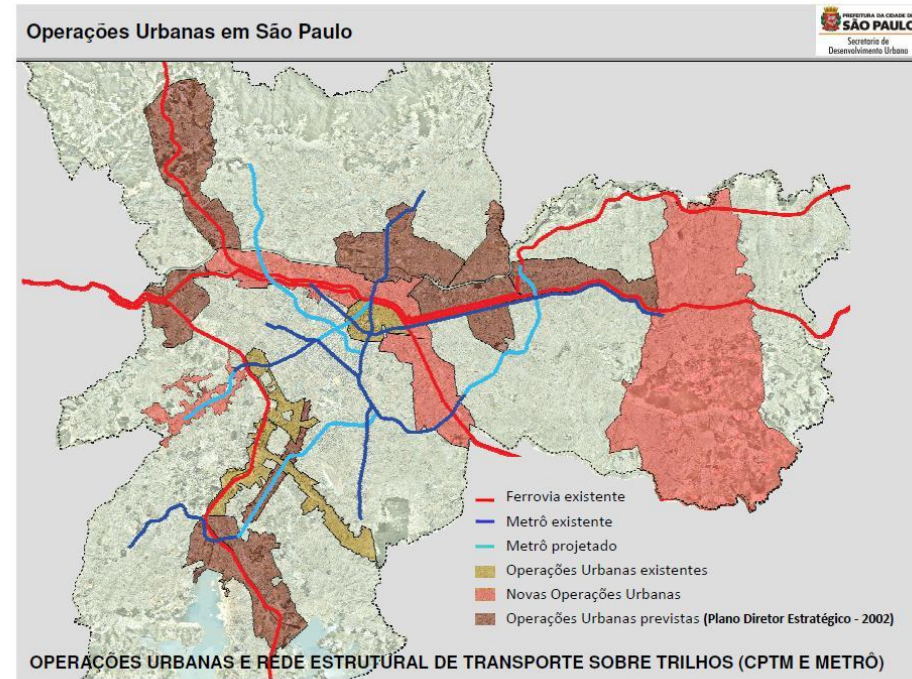 Operações Urbanas em São Paulo
PREFEITURA DA CIDADE DE
SÃO PAULO
Secretaria de
Desenvolvimento Urbano
Ferrovia existente
Metrô existente
Metrô projetado
Operações Urbanas existentes
Novas Operações Urbanas
Operações Urbanas previstas (Plano Diretor Estratégico - 2002)
OPERAÇÕES URBANAS E REDE ESTRUTURAL DE TRANSPORTE SOBRE TRILHOS (CPTM E METRÔ)